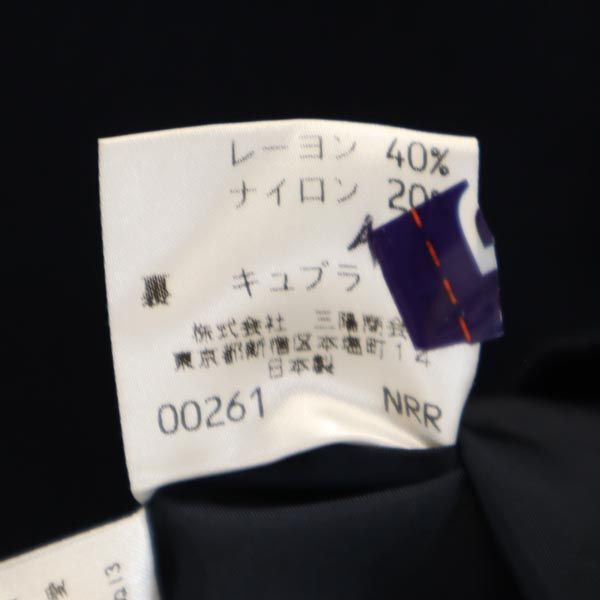 レーヨン 40%
ナイロン 20
裏 キュプラ
株式会社 三陽商会
東京都新宿区本塩町14
日本製
00261 NRR